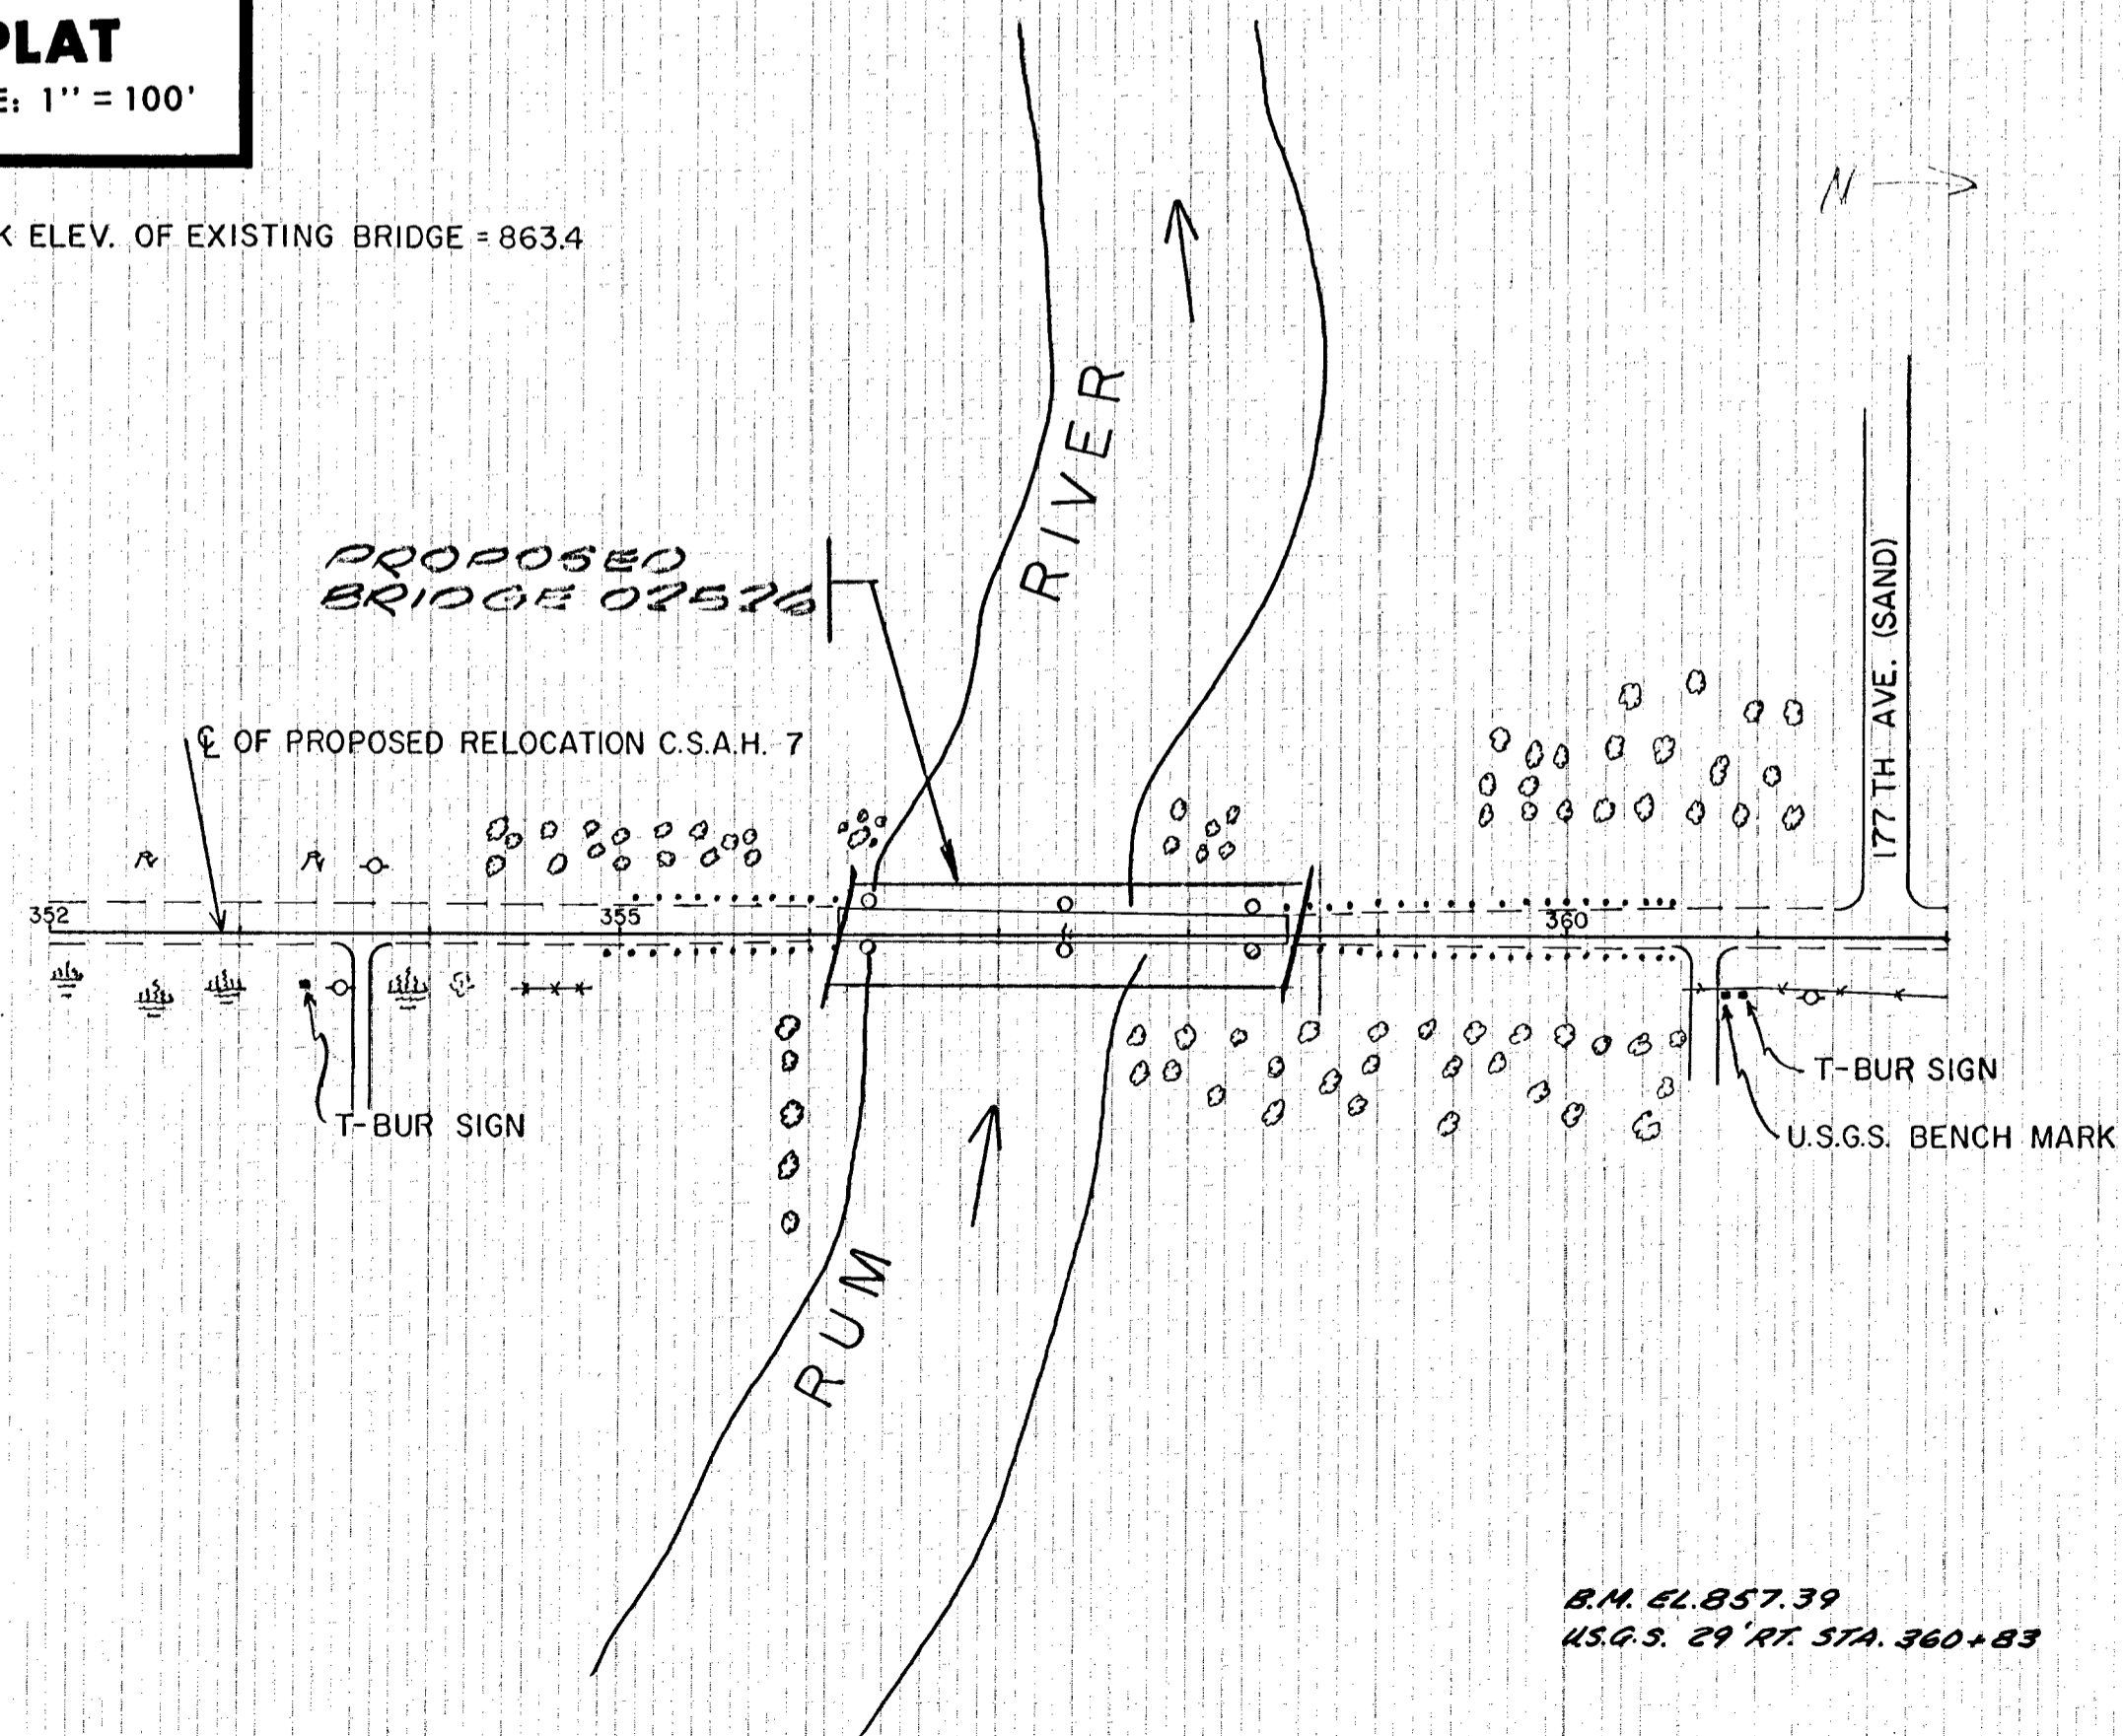 PLAT
E: 1" = 100'
K ELEV. OF EXISTING BRIDGE = 863.4
N
RIVER
PROPOSED
BRIDGE
℄ OF PROPOSED RELOCATION C.S.A.H. 7
177 TH AVE. (SAND)
352
355
360
T-BUR SIGN
T-BUR SIGN
U.S.G.S. BENCH MARK
RUM
B.M. EL. 857.39
U.S.G.S. 29' RT. STA. 360+83